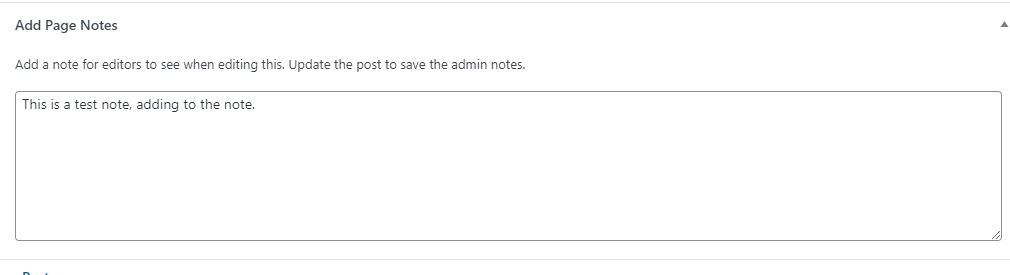 Add Page Notes
Add a note for editors to see when editing this. Update the post to save the admin notes.
This is a test note, adding to the note.